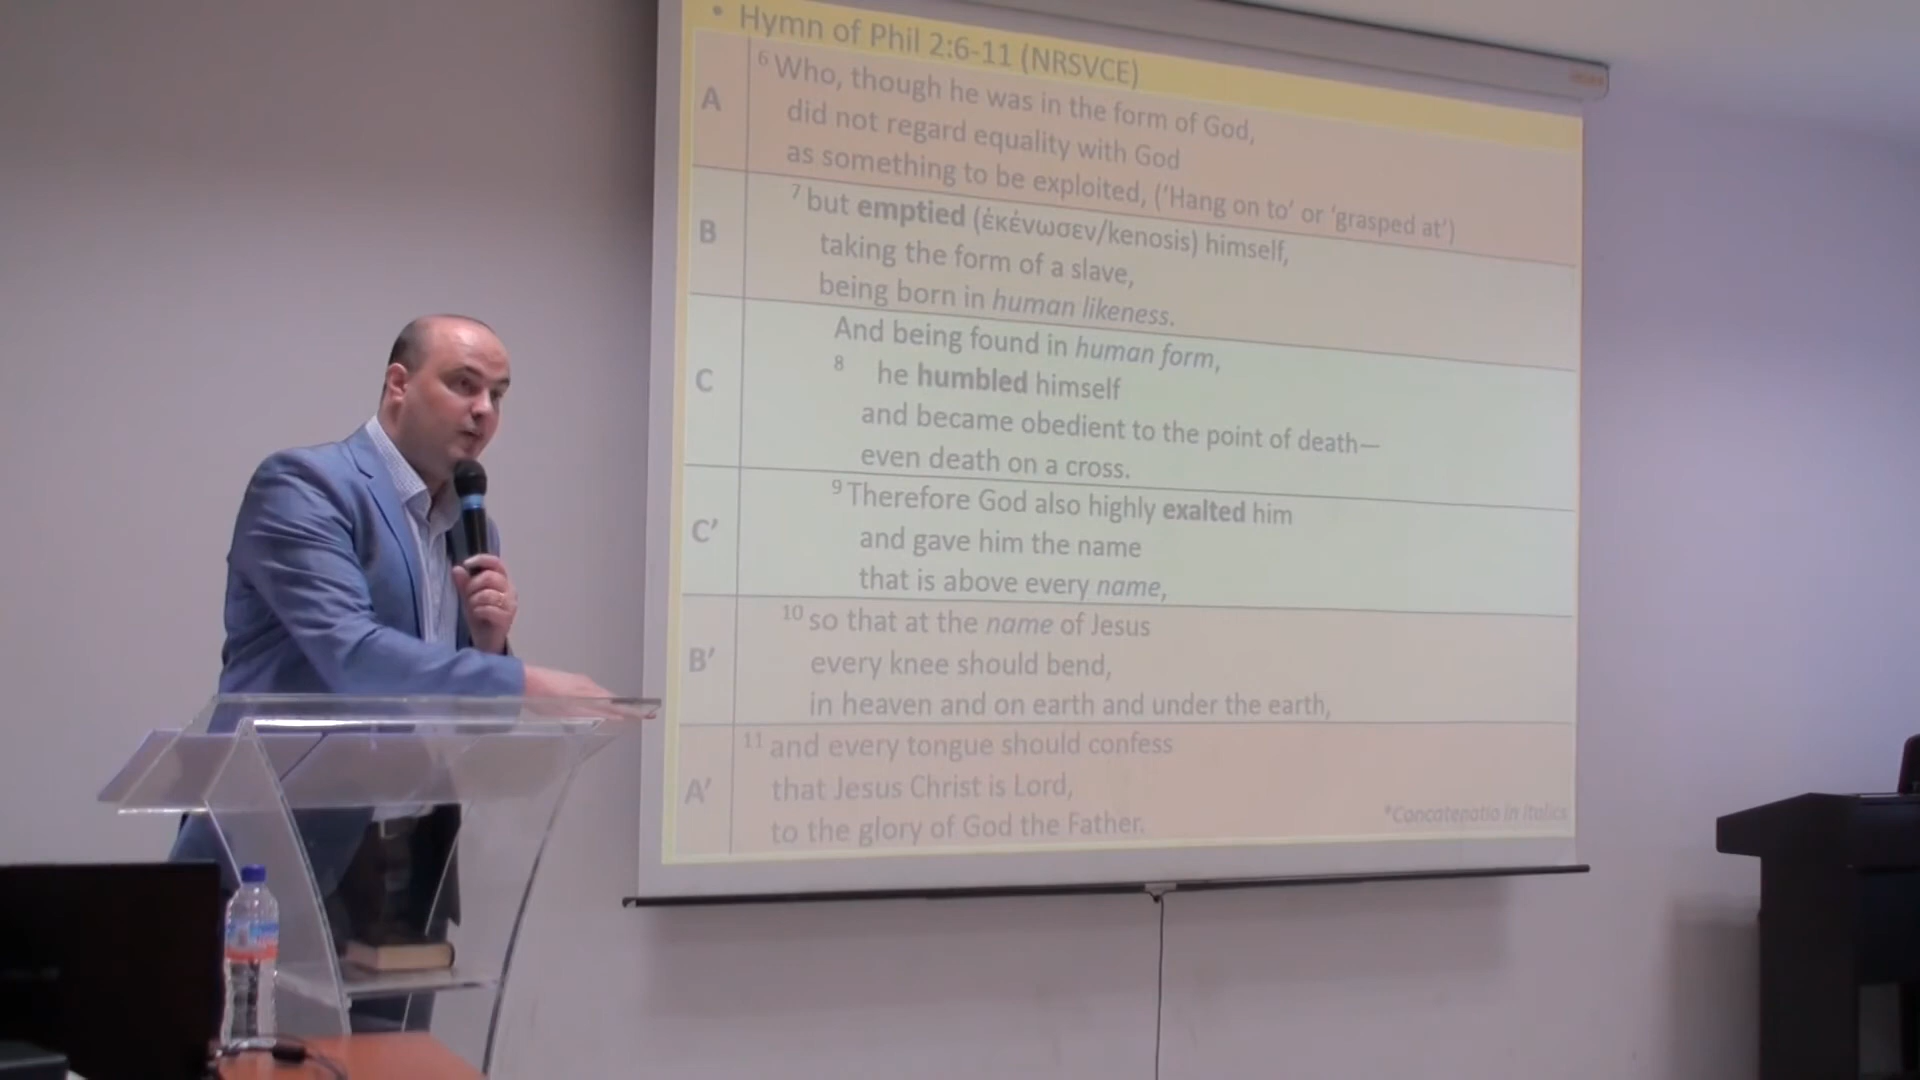 • Hymn of Phil 2:6-11 (NRSVCE)
A
6 Who, though he was in the form of God,
did not regard equality with God
as something to be exploited, (‘Hang on to’ or ‘grasped at’)
B
7 but emptied (ἐκένωσεν/kenosis) himself,
taking the form of a slave,
being born in human likeness.
C
And being found in human form,
8 he humbled himself
and became obedient to the point of death—
even death on a cross.
C’
9 Therefore God also highly exalted him
and gave him the name
that is above every name,
B’
10 so that at the name of Jesus
every knee should bend,
in heaven and on earth and under the earth,
A’
11 and every tongue should confess
that Jesus Christ is Lord,
to the glory of God the Father.
*Concatenatio in Italics